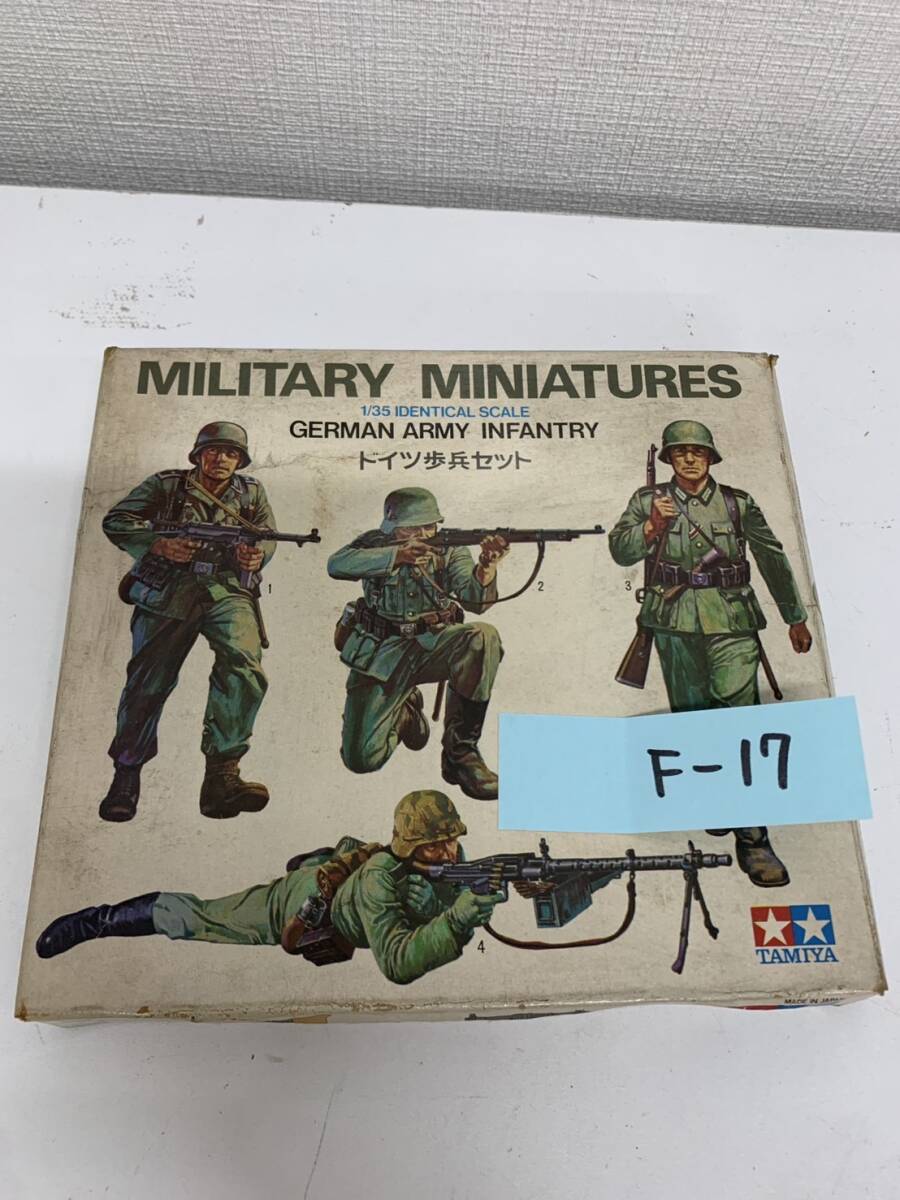 MILITARY MINIATURES
1/35 IDENTICAL SCALE
GERMAN ARMY INFANTRY
ドイツ歩兵セット
1
2
3
F-17
4
TAMIYA
MADE IN JAPAN